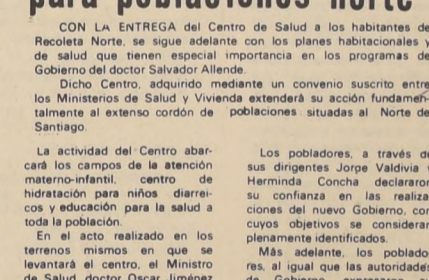 para poblaciones norte
CON LA ENTREGA del Centro de Salud a los habitantes de
Recoleta Norte, se sigue adelante con los planes habitacionales y
de salud que tienen especial importancia en los programas de
Gobierno del doctor Salvador Allende.
Dicho Centro, adquirido mediante un convenio suscrito entre
los Ministerios de Salud y Vivienda extenderá su acción fundamen-
talmente al extenso cordón de poblaciones situadas al Norte de
Santiago.
La actividad del Centro abar-
cará los campos de la atención
materno-infantil, centro de
hidratación para niños diarrei-
cos y educación para la salud a
toda la población.
En el acto realizado en los
terrenos mismos en que se
levantará el centro, el Ministro
de Salud, doctor Oscar Jiménez
Los pobladores, a través de
sus dirigentes Jorpe Valdivia y
Herminda Concha declararon
su confianza en las realiza-
ciones del nuevo Gobierno, con
cuyos objetivos se consideran
plenamente identificados.
Más adelante, los poblado-
res, al igual que las autoridades
de Gobierno